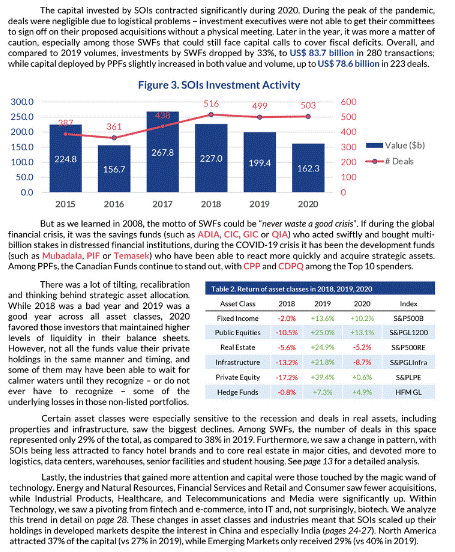 The capital invested by SOIs contracted significantly during 2020. During the peak of the pandemic,
deals were negligible due to logistical problems – investment executives were not able to get their committees
to sign off on their proposed acquisitions without a physical meeting. Later in the year, it was more a matter of
caution, especially among those SWFs that could still face capital calls to cover fiscal deficits. Overall, and
compared to 2019 volumes, investments by SWFs dropped by 33%, to US$ 83.7 billion in 280 transactions;
while capital deployed by PPFs slightly increased in both value and volume, up to US$ 78.6 billion in 223 deals.
Figure 3. SOIs Investment Activity
300.0
250.0
200.0
150.0
100.0
50.0
0.0
600
500
400
300
200
100
0
387
361
438
516
499
503
224.8
156.7
267.8
227.0
199.4
162.3
2015
2016
2017
2018
2019
2020
Value ($b)
# Deals
But as we learned in 2008, the motto of SWFs could be "never waste a good crisis". If during the global
financial crisis, it was the savings funds (such as ADIA, CIC, GIC or QIA) who acted swiftly and bought multi-
billion stakes in distressed financial institutions, during the COVID-19 crisis it has been the development funds
(such as Mubadala, PIF or Temasek) who have been able to react more quickly and acquire strategic assets.
Among PPFs, the Canadian Funds continue to stand out, with CPP and CDPQ among the Top 10 spenders.
There was a lot of tilting, recalibration
and thinking behind strategic asset allocation.
While 2018 was a bad year and 2019 was a
good year across all asset classes, 2020
favored those investors that maintained higher
levels of liquidity in their balance sheets.
However, not all the funds value their private
holdings in the same manner and timing, and
some of them may have been able to wait for
calmer waters until they recognize – or do not
ever have to recognize – some of the
underlying losses in those non-listed portfolios.
Table 2. Return of asset classes in 2018, 2019, 2020
Asset Class 2018 2019 2020 Index
Fixed Income -2.0% +13.6% +10.2% S&P500B
Public Equities -10.5% +25.0% +13.1% S&PGL1200
Real Estate -5.6% +24.9% -5.2% S&P500RE
Infrastructure -13.2% +21.8% -8.7% S&PGLInfra
Private Equity -17.2% +39.4% +0.6% S&PLPE
Hedge Funds -0.8% +7.3% +4.9% HFM GL
Certain asset classes were especially sensitive to the recession and deals in real assets, including
properties and infrastructure, saw the biggest declines. Among SWFs, the number of deals in this space
represented only 29% of the total, as compared to 38% in 2019. Furthermore, we saw a change in pattern, with
SOIs being less attracted to fancy hotel brands and to core real estate in major cities, and devoted more to
logistics, data centers, warehouses, senior facilities and student housing. See page 13 for a detailed analysis.
Lastly, the industries that gained more attention and capital were those touched by the magic wand of
technology. Energy and Natural Resources, Financial Services and Retail and Consumer saw fewer acquisitions,
while Industrial Products, Healthcare, and Telecommunications and Media were significantly up. Within
Technology, we saw a pivoting from fintech and e-commerce, into IT and, not surprisingly, biotech. We analyze
this trend in detail on page 28. These changes in asset classes and industries meant that SOIs scaled up their
holdings in developed markets despite the interest in China and especially India (pages 24-27). North America
attracted 37% of the capital (vs 27% in 2019), while Emerging Markets only received 29% (vs 40% in 2019).